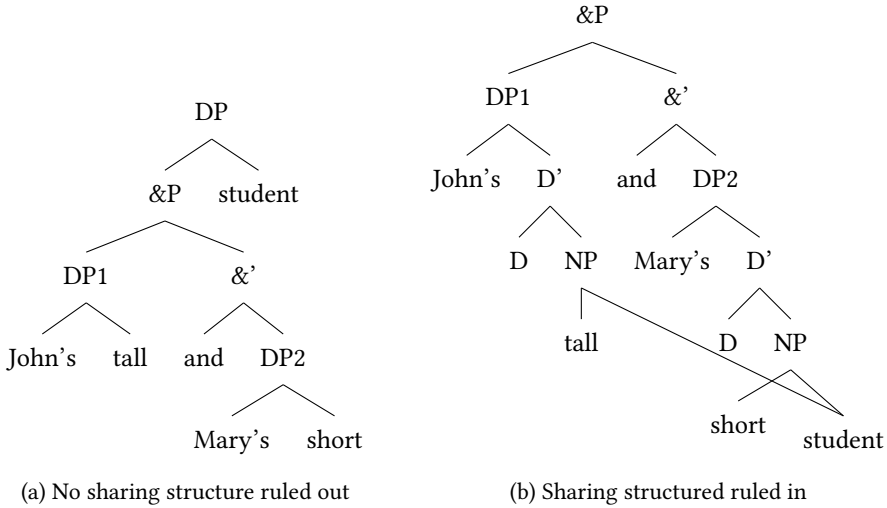 &P
DP1 &’
John’s D’ and DP2
D NP Mary’s D’
tall D NP
short
student
DP
&P student
DP1 &’
John’s tall and DP2
Mary’s short
(a) No sharing structure ruled out
(b) Sharing structured ruled in